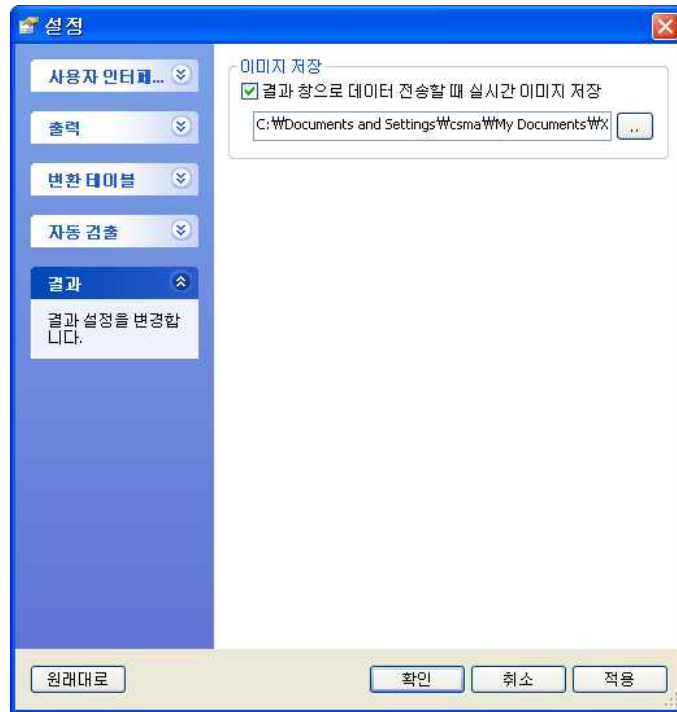 설정
사용자 인터페...
출력
변환 테이블
자동 검출
결과
결과 설정을 변경합
니다.
이미지 저장
결과 창으로 데이터 전송할 때 실시간 이미지 저장
C:₩Documents and Settings₩csma₩My Documents₩X
..
원래대로
확인
취소
적용